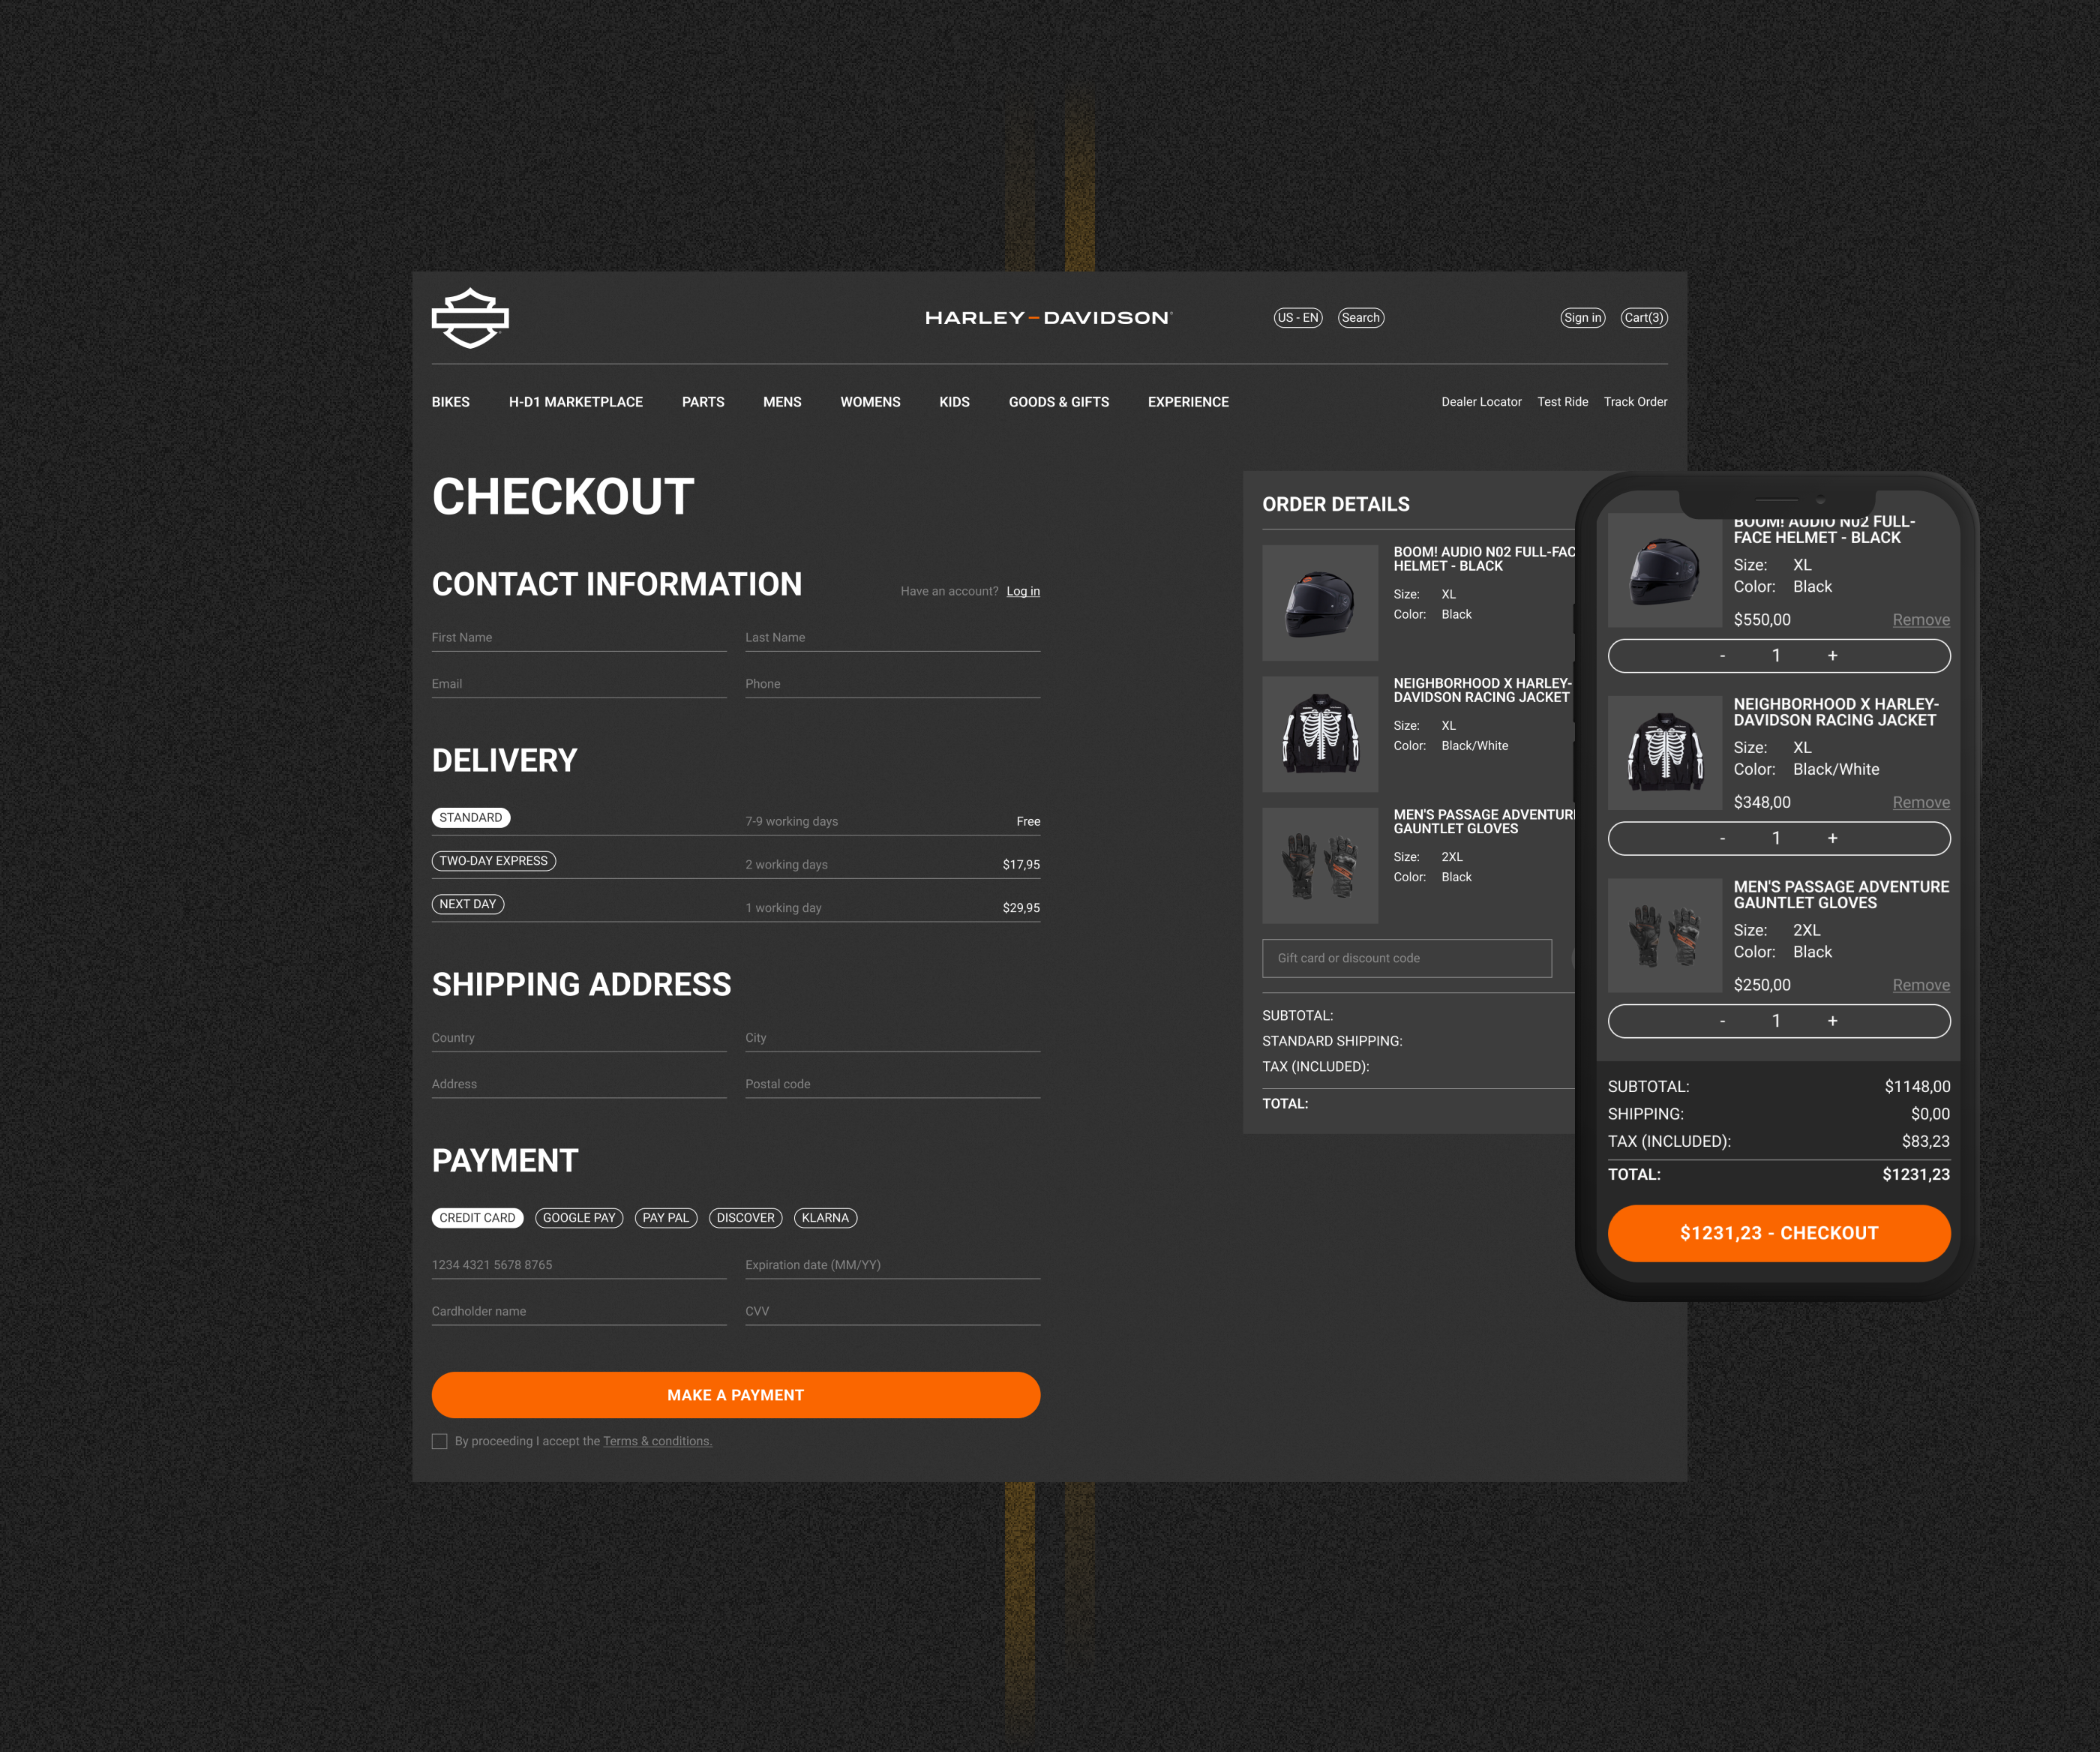 HARLEY-DAVIDSON
US - EN
Search
Sign in
Cart(3)
BIKES
H-D1 MARKETPLACE
PARTS
MENS
WOMENS
KIDS
GOODS & GIFTS
EXPERIENCE
Dealer Locator
Test Ride
Track Order
CHECKOUT
CONTACT INFORMATION
Have an account? Log in
First Name
Last Name
Email
Phone
DELIVERY
STANDARD
7-9 working days
Free
TWO-DAY EXPRESS
2 working days
$17,95
NEXT DAY
1 working day
$29,95
SHIPPING ADDRESS
Country
City
Address
Postal code
PAYMENT
CREDIT CARD
GOOGLE PAY
PAY PAL
DISCOVER
KLARNA
1234 4321 5678 8765
Expiration date (MM/YY)
Cardholder name
CVV
MAKE A PAYMENT
By proceeding I accept the Terms & conditions.
ORDER DETAILS
BOOM! AUDIO N02 FULL-FAC
HELMET - BLACK
Size: XL
Color: Black
NEIGHBORHOOD X HARLEY-
DAVIDSON RACING JACKET
Size: XL
Color: Black/White
MEN'S PASSAGE ADVENTUR
GAUNTLET GLOVES
Size: 2XL
Color: Black
Gift card or discount code
SUBTOTAL:
STANDARD SHIPPING:
TAX (INCLUDED):
TOTAL:
BOOM! AUDIO N02 FULL-
FACE HELMET - BLACK
Size: XL
Color: Black
$550,00
Remove
- 1 +
NEIGHBORHOOD X HARLEY-
DAVIDSON RACING JACKET
Size: XL
Color: Black/White
$348,00
Remove
- 1 +
MEN'S PASSAGE ADVENTURE
GAUNTLET GLOVES
Size: 2XL
Color: Black
$250,00
Remove
- 1 +
SUBTOTAL: $1148,00
SHIPPING: $0,00
TAX (INCLUDED): $83,23
TOTAL: $1231,23
$1231,23 - CHECKOUT